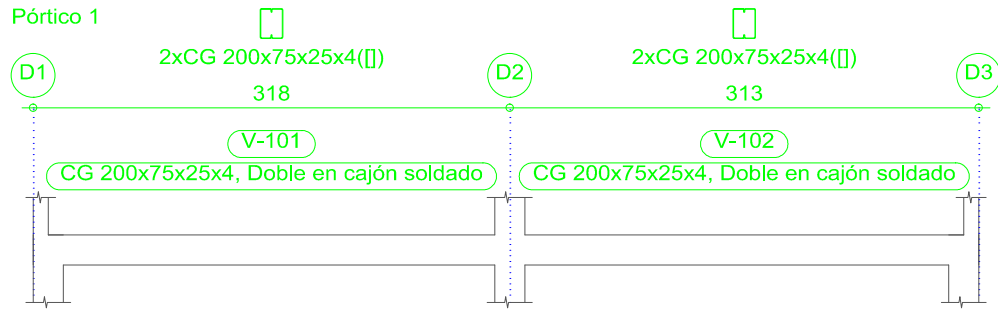 Pórtico 1
2xCG 200x75x25x4([]) 2xCG 200x75x25x4([])
D1 D2 D3
318 313
V-101 V-102
CG 200x75x25x4, Doble en cajón soldado CG 200x75x25x4, Doble en cajón soldado